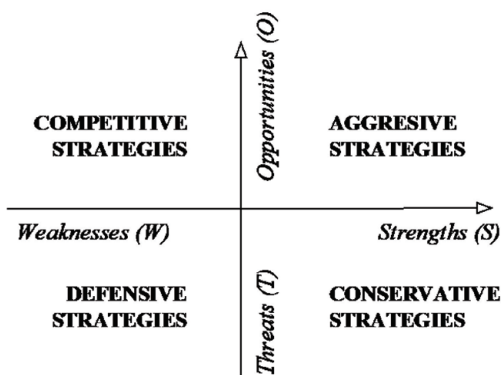 Opportunities (O)
COMPETITIVE
STRATEGIES
AGGRESIVE
STRATEGIES
Weaknesses (W)
Strengths (S)
DEFENSIVE
STRATEGIES
Threats (T)
CONSERVATIVE
STRATEGIES